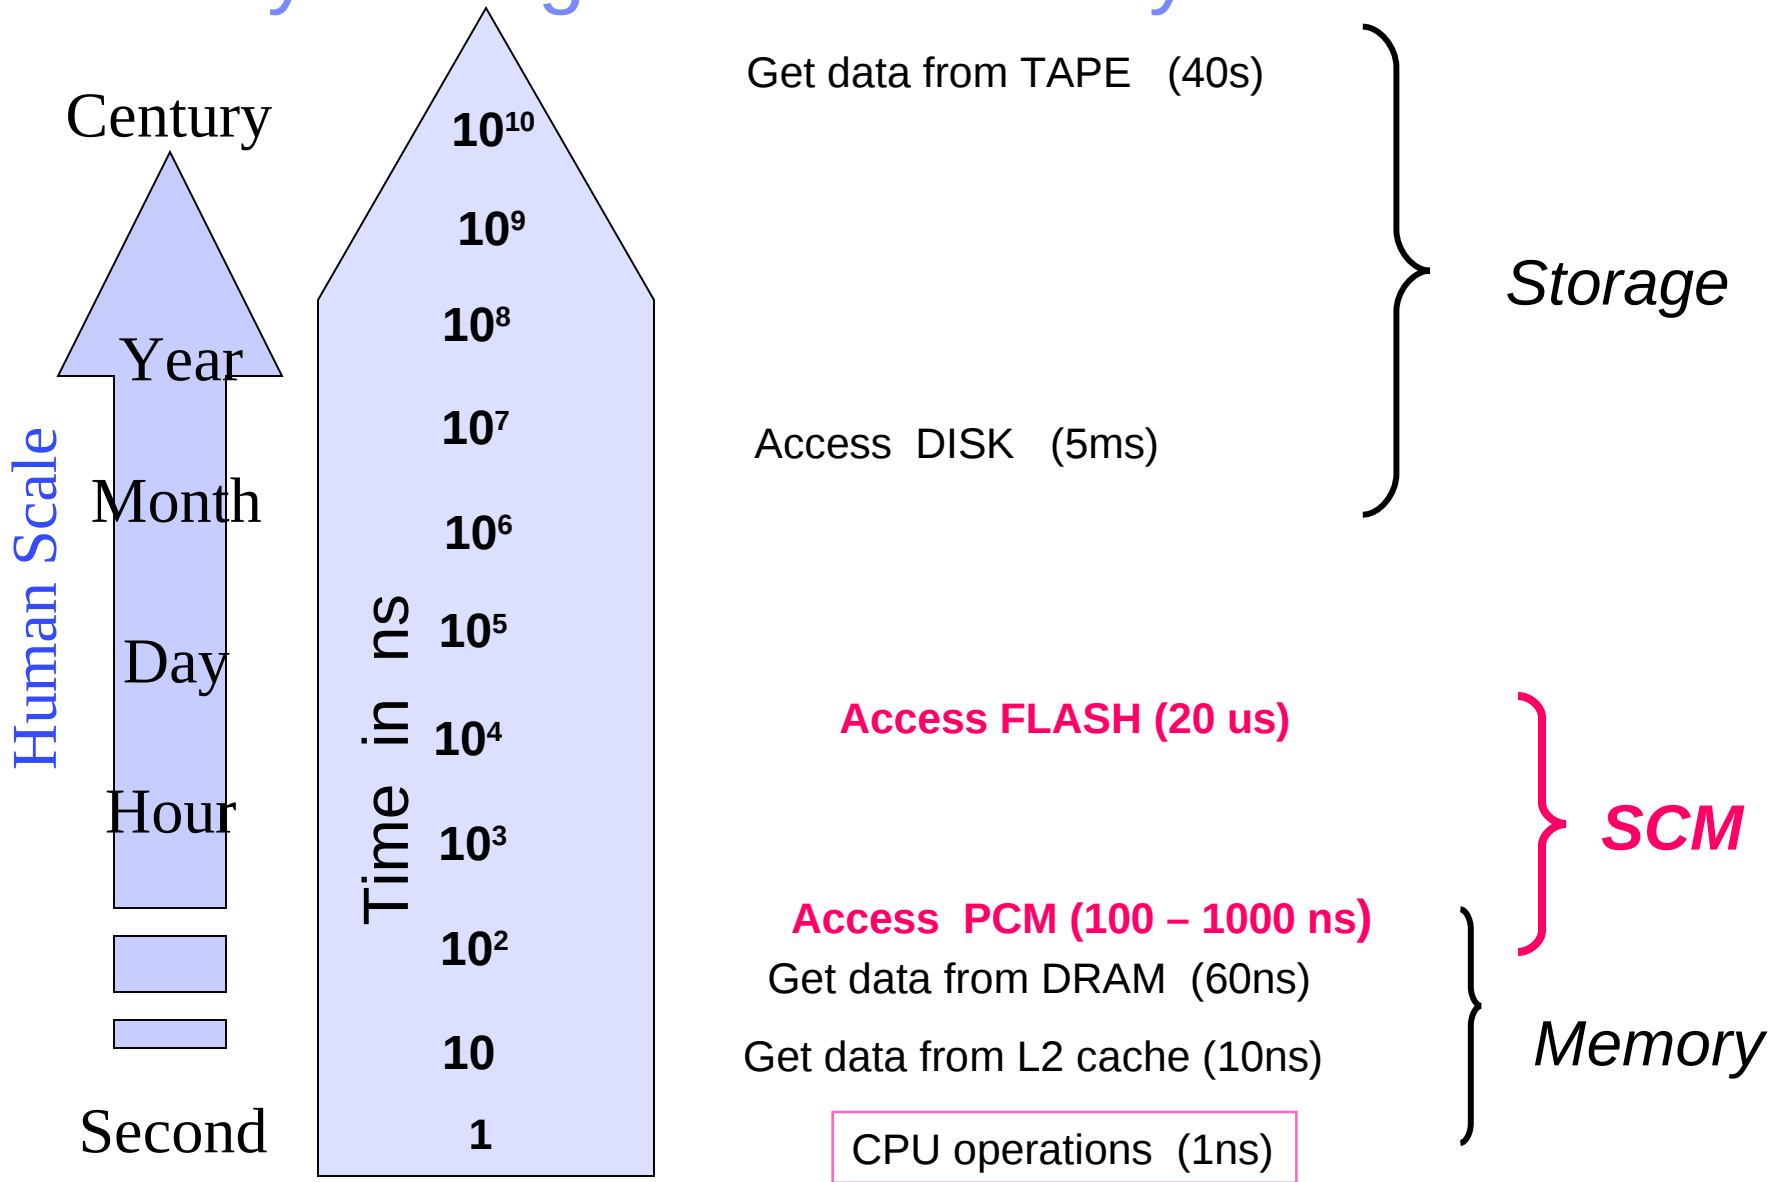 Century
Year
Month
Day
Hour
Second
Human Scale
10¹⁰
10⁹
10⁸
10⁷
10⁶
10⁵
10⁴
10³
10²
10
1
Time in ns
Get data from TAPE (40s)
Access DISK (5ms)
Storage
Access FLASH (20 us)
SCM
Access PCM (100 – 1000 ns)
Get data from DRAM (60ns)
Get data from L2 cache (10ns)
Memory
CPU operations (1ns)